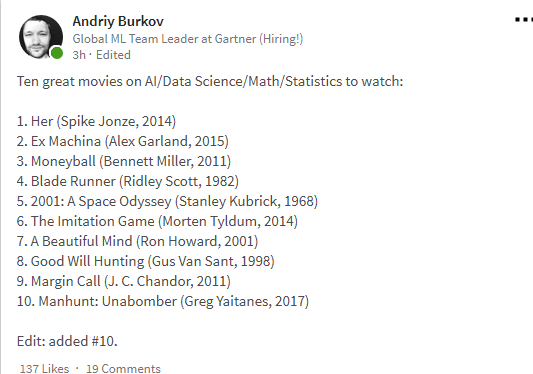 Andriy Burkov
Global ML Team Leader at Gartner (Hiring!)
3h · Edited
Ten great movies on AI/Data Science/Math/Statistics to watch:
1. Her (Spike Jonze, 2014)
2. Ex Machina (Alex Garland, 2015)
3. Moneyball (Bennett Miller, 2011)
4. Blade Runner (Ridley Scott, 1982)
5. 2001: A Space Odyssey (Stanley Kubrick, 1968)
6. The Imitation Game (Morten Tyldum, 2014)
7. A Beautiful Mind (Ron Howard, 2001)
8. Good Will Hunting (Gus Van Sant, 1998)
9. Margin Call (J. C. Chandor, 2011)
10. Manhunt: Unabomber (Greg Yaitanes, 2017)
Edit: added #10.
137 Likes · 19 Comments